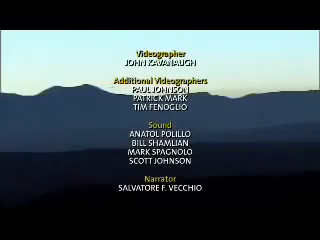 Videographer
JOHN KAVANAUGH
Additional Videographers
PAUL JOHNSON
PATRICK MARK
TIM FENOGLIO
Sound
ANATOL POLILLO
BILL SHAMLIAN
MARK SPAGNOLO
SCOTT JOHNSON
Narrator
SALVATORE F. VECCHIO